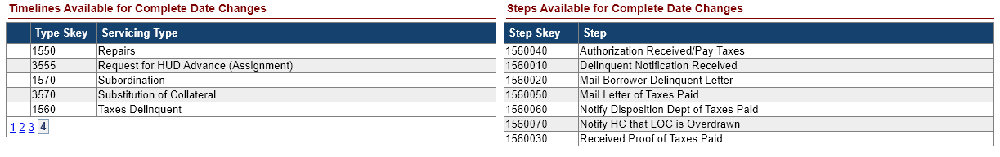 Timelines Available for Complete Date Changes
Type Skey Servicing Type
1550 Repairs
3555 Request for HUD Advance (Assignment)
1570 Subordination
3570 Substitution of Collateral
1560 Taxes Delinquent
1 2 3 4
Steps Available for Complete Date Changes
Step Skey Step
1560040 Authorization Received/Pay Taxes
1560010 Delinquent Notification Received
1560020 Mail Borrower Delinquent Letter
1560050 Mail Letter of Taxes Paid
1560060 Notify Disposition Dept of Taxes Paid
1560070 Notify HC that LOC is Overdrawn
1560030 Received Proof of Taxes Paid